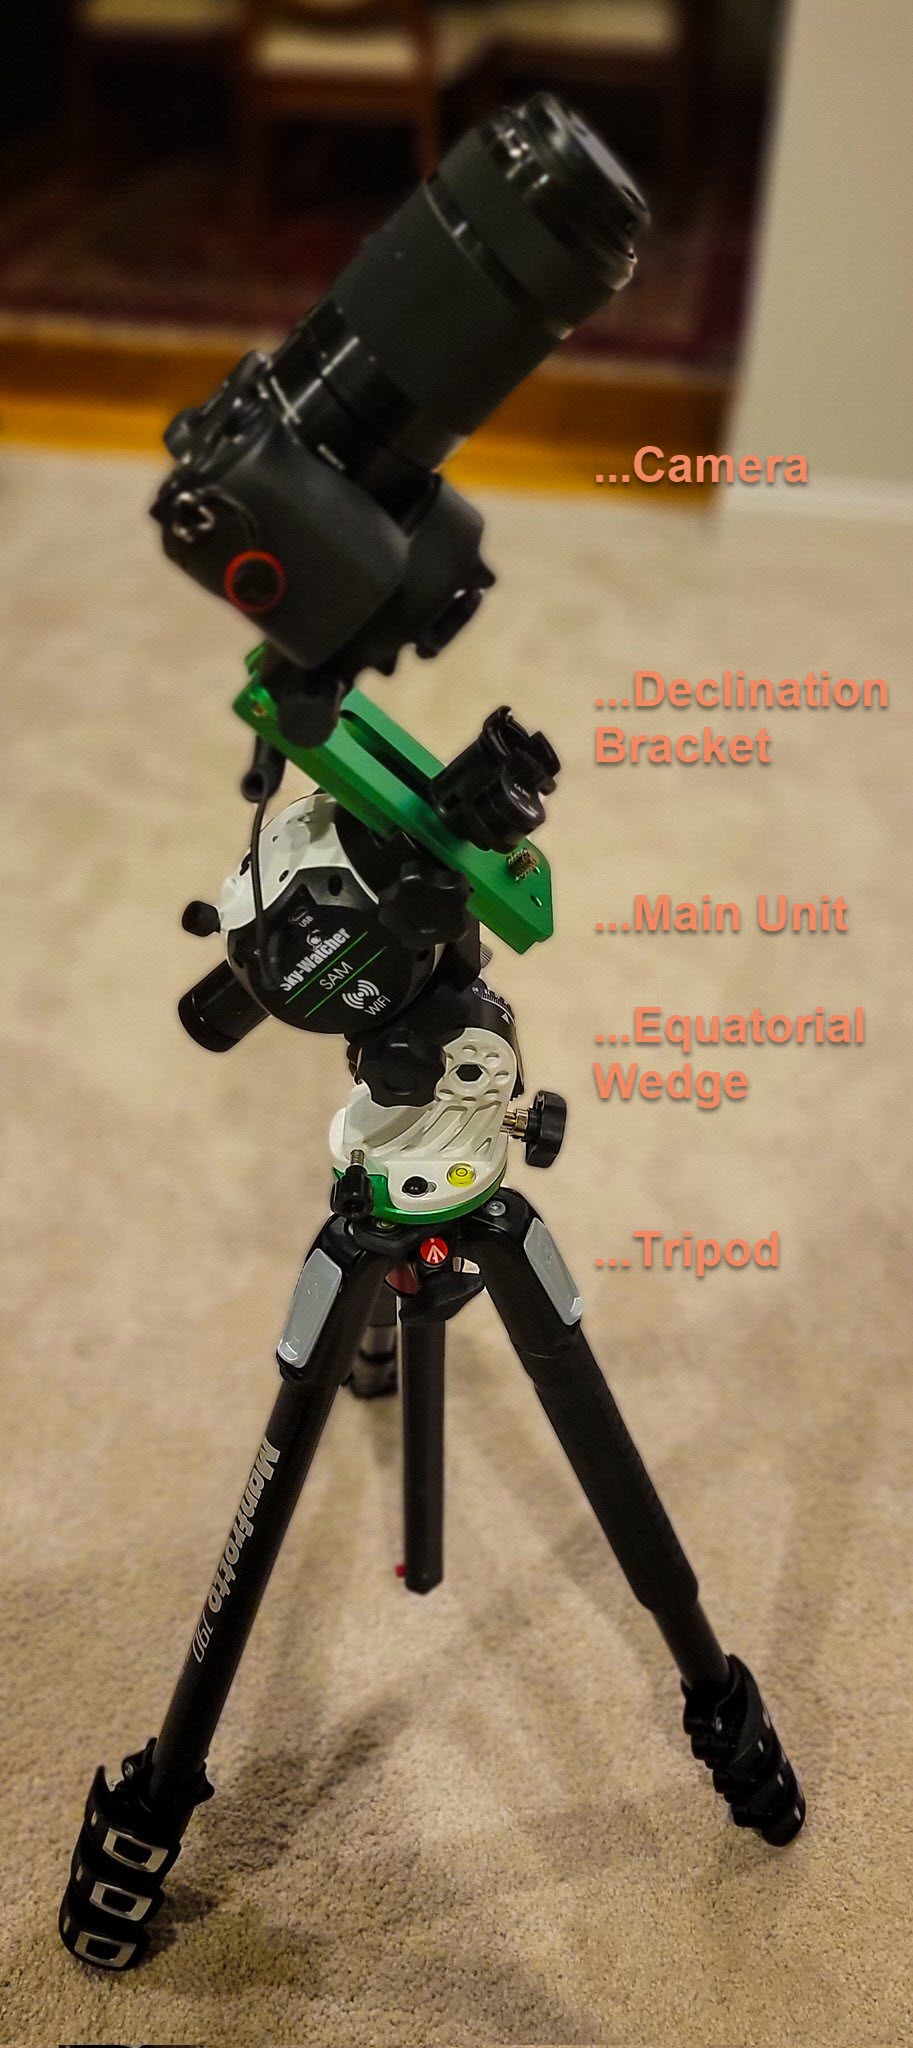 ...Camera
...Declination
Bracket
...Main Unit
...Equatorial
Wedge
...Tripod
USB
Sky-Watcher
SAM
WiFi
Manfrotto 190